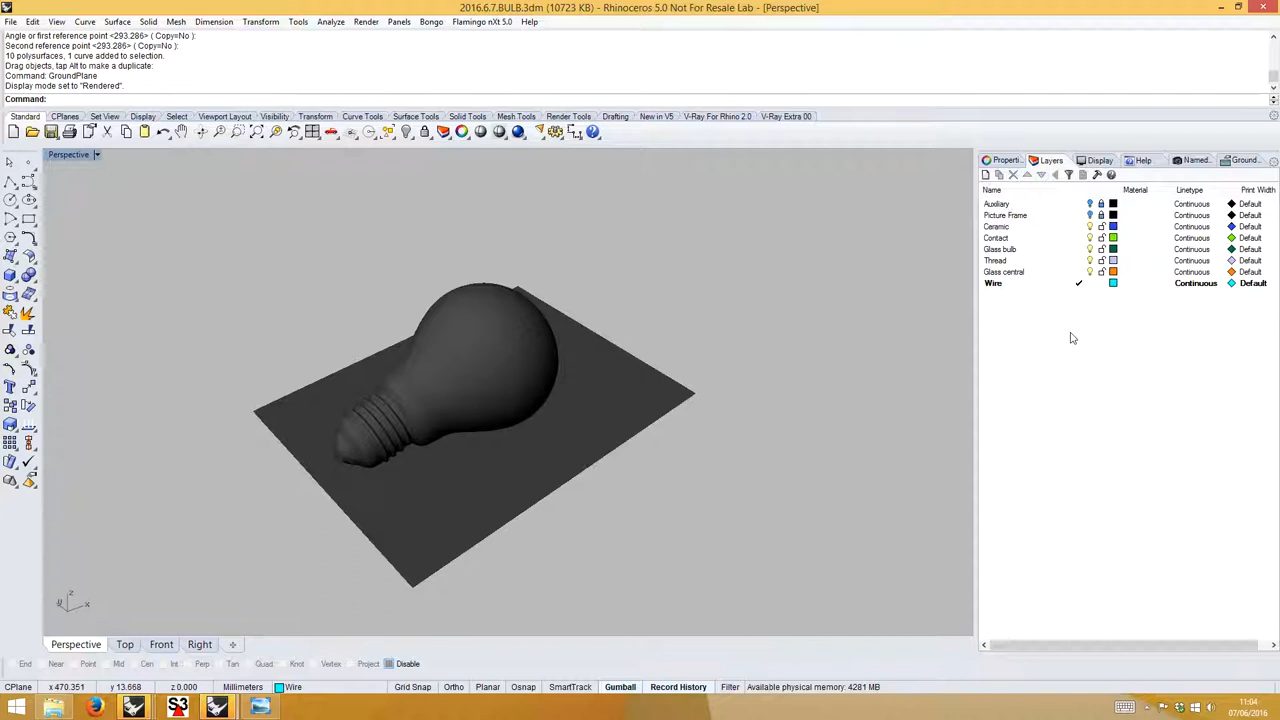 2016.6.7.BULB.3dm (10723 KB) - Rhinoceros 5.0 Not For Resale Lab - [Perspective]
File Edit View Curve Surface Solid Mesh Dimension Transform Tools Analyze Render Panels Bongo Flamingo nXt 5.0 Help
Angle or first reference point <293.286> ( Copy=No ):
Second reference point <293.286> ( Copy=No ):
10 polysurfaces, 1 curve added to selection.
Drag objects, tap Alt to make a duplicate:
Command: GroundPlane
Display mode set to "Rendered".
Command:
Standard CPlanes Set View Display Select Viewport Layout Visibility Transform Curve Tools Surface Tools Solid Tools Mesh Tools Render Tools Drafting New in V5 V-Ray For Rhino 2.0 V-Ray Extra 00
Perspective
Properti... Layers Display Help Named... Ground...
Name Material Linetype Print Width
Auxiliary Continuous Default
Picture Frame Continuous Default
Ceramic Continuous Default
Contact Continuous Default
Glass bulb Continuous Default
Thread Continuous Default
Glass central Continuous Default
Wire Continuous Default
z
y x
Perspective Top Front Right
End Near Point Mid Cen Int Perp Tan Quad Knot Vertex Project Disable
CPlane x 470.351 y 13.668 z 0.000 Millimeters Wire Grid Snap Ortho Planar Osnap SmartTrack Gumball Record History Filter Available physical memory: 4281 MB
S3
11:04
07/06/2016